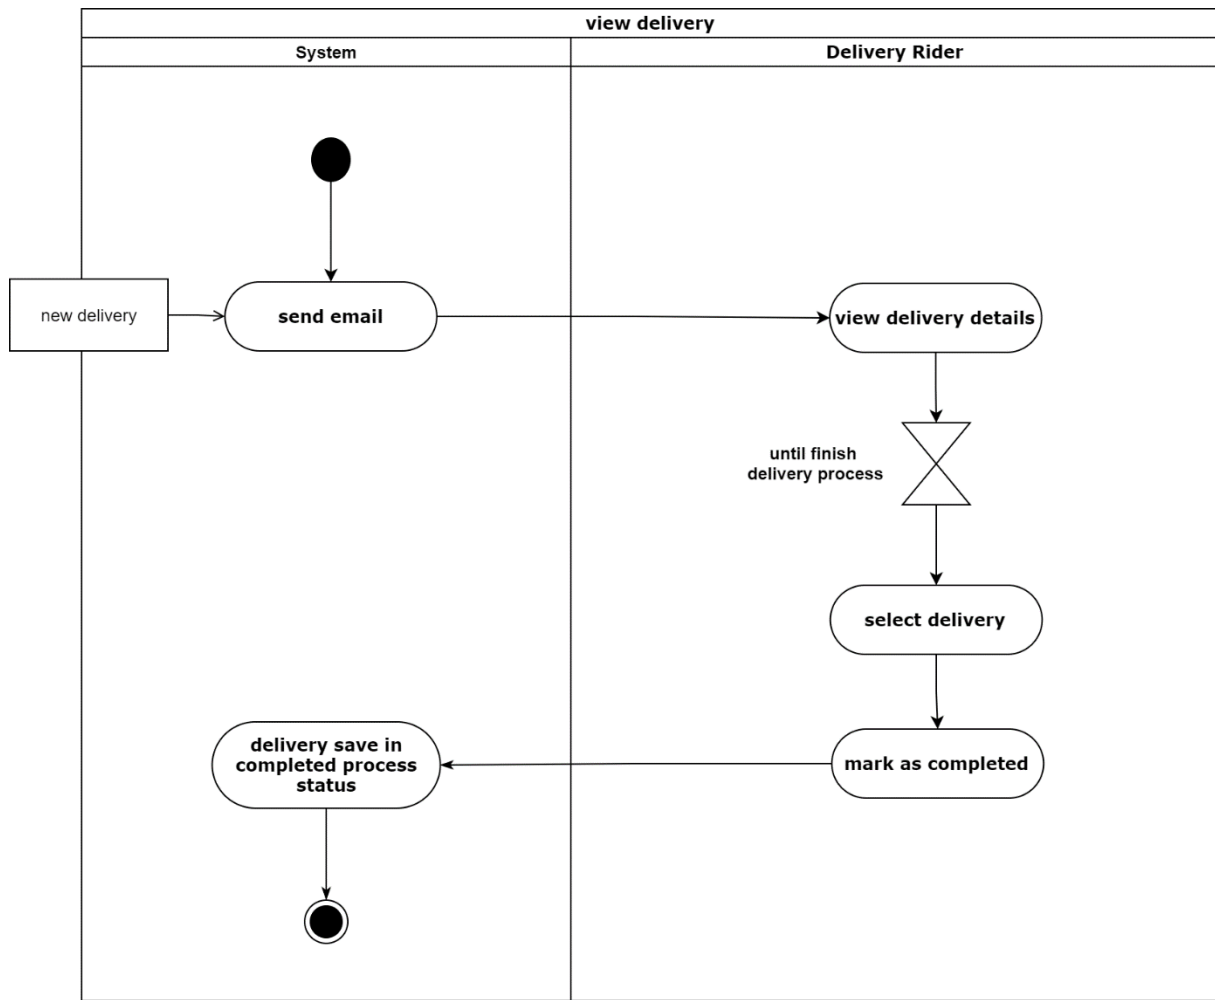 view delivery
System
Delivery Rider
new delivery
send email
view delivery details
until finish
delivery process
select delivery
delivery save in
completed process
status
mark as completed